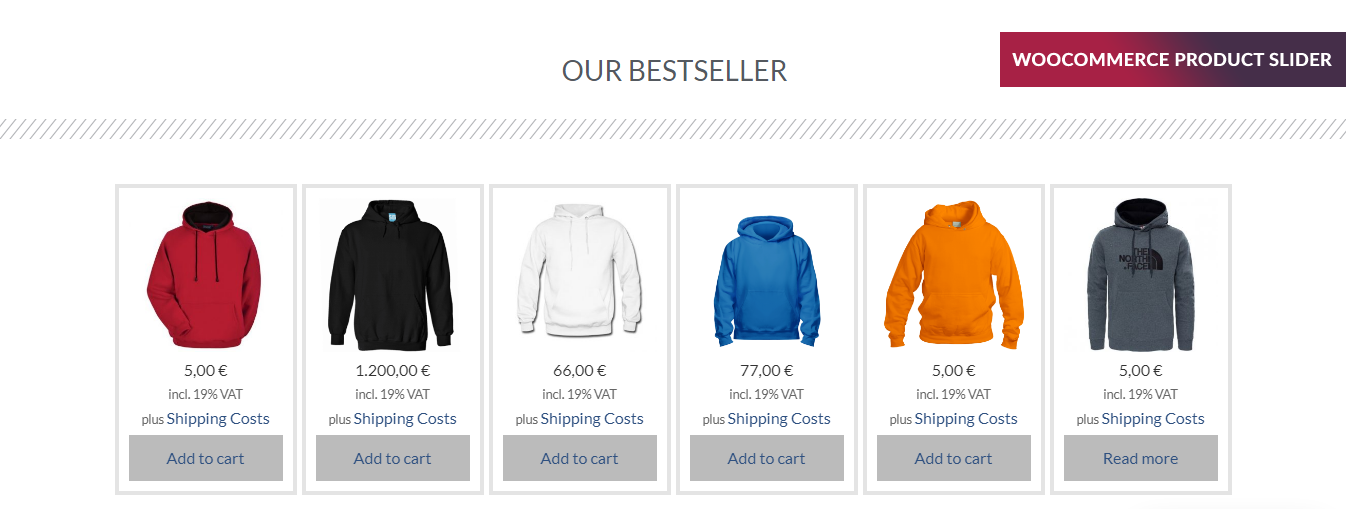 OUR BESTSELLER
WOOCOMMERCE PRODUCT SLIDER
THE
NORTH
FACE
5,00 €
incl. 19% VAT
plus Shipping Costs
Add to cart
1.200,00 €
incl. 19% VAT
plus Shipping Costs
Add to cart
66,00 €
incl. 19% VAT
plus Shipping Costs
Add to cart
77,00 €
incl. 19% VAT
plus Shipping Costs
Add to cart
5,00 €
incl. 19% VAT
plus Shipping Costs
Add to cart
5,00 €
incl. 19% VAT
plus Shipping Costs
Read more